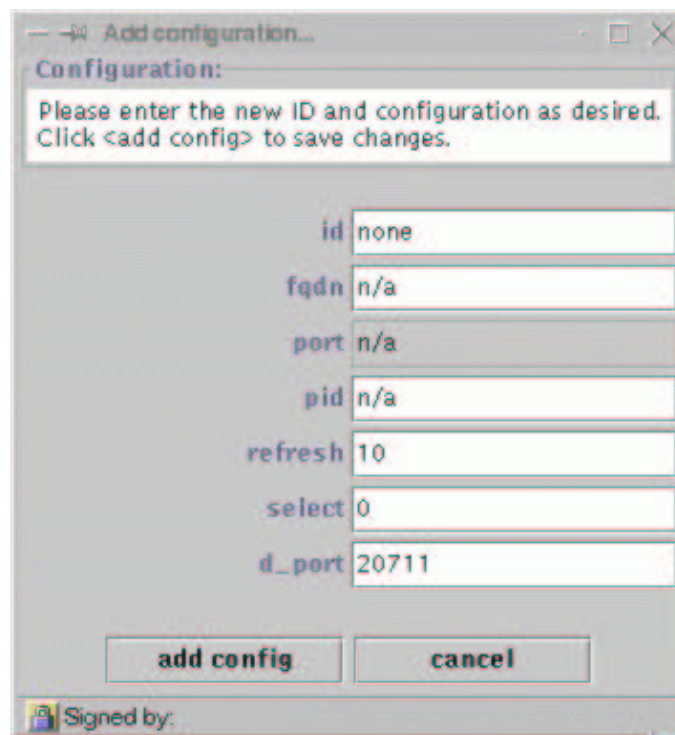 Add configuration...
Configuration:
Please enter the new ID and configuration as desired.
Click <add config> to save changes.
id none
fqdn n/a
port n/a
pid n/a
refresh 10
select 0
d_port 20711
add config cancel
Signed by: